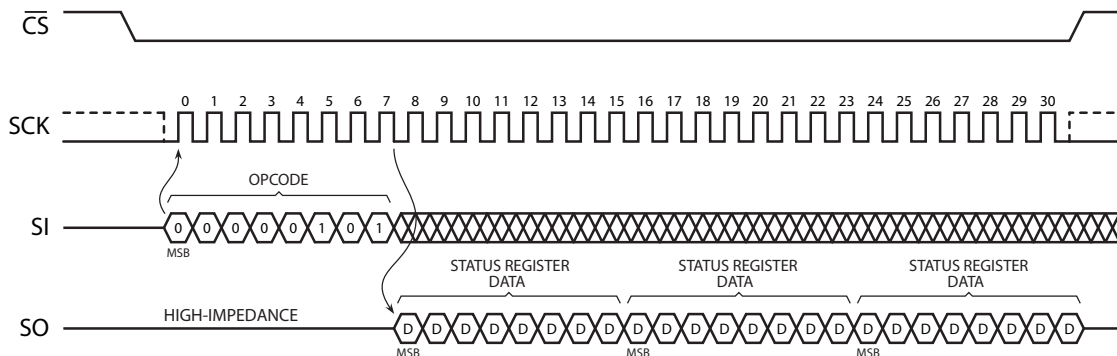 CS
0 1 2 3 4 5 6 7 8 9 10 11 12 13 14 15 16 17 18 19 20 21 22 23 24 25 26 27 28 29 30
SCK
OPCODE
SI 0 0 0 0 0 1 0 1
MSB
STATUS REGISTER DATA
STATUS REGISTER DATA
STATUS REGISTER DATA
HIGH-IMPEDANCE
SO D D D D D D D D D D D D D D D D D D D D D D D D
MSB MSB MSB